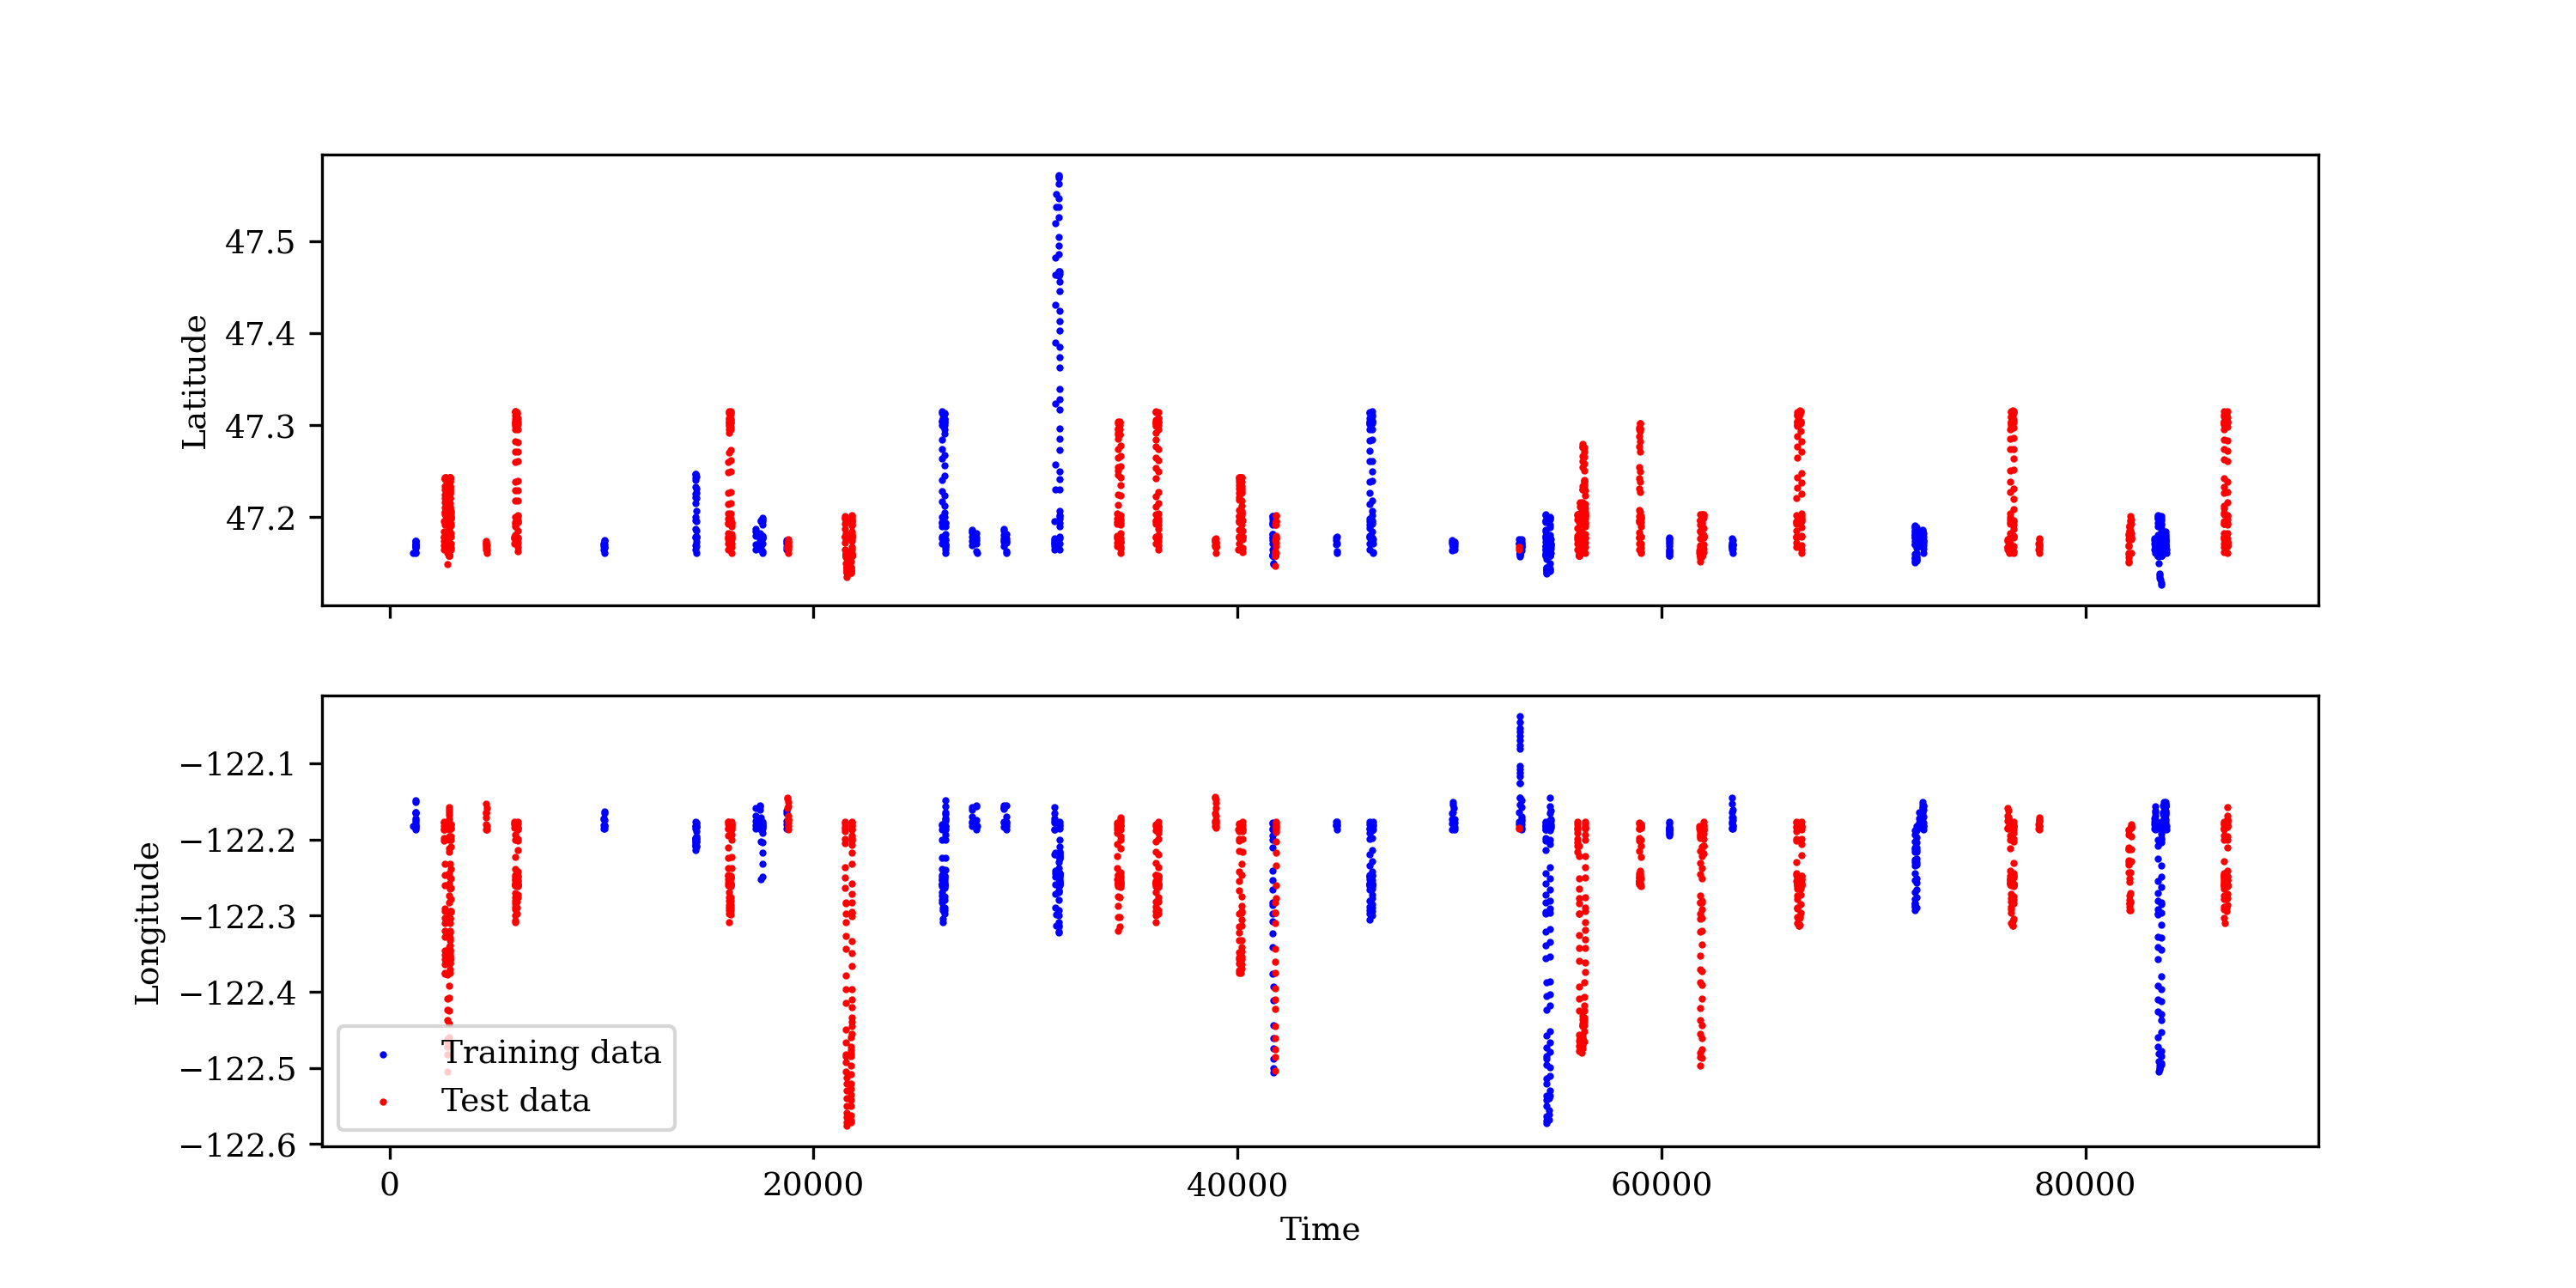 Latitude
47.5
47.4
47.3
47.2
Longitude
−122.1
−122.2
−122.3
−122.4
−122.5
−122.6
Training data
Test data
0 20000 40000 60000 80000
Time